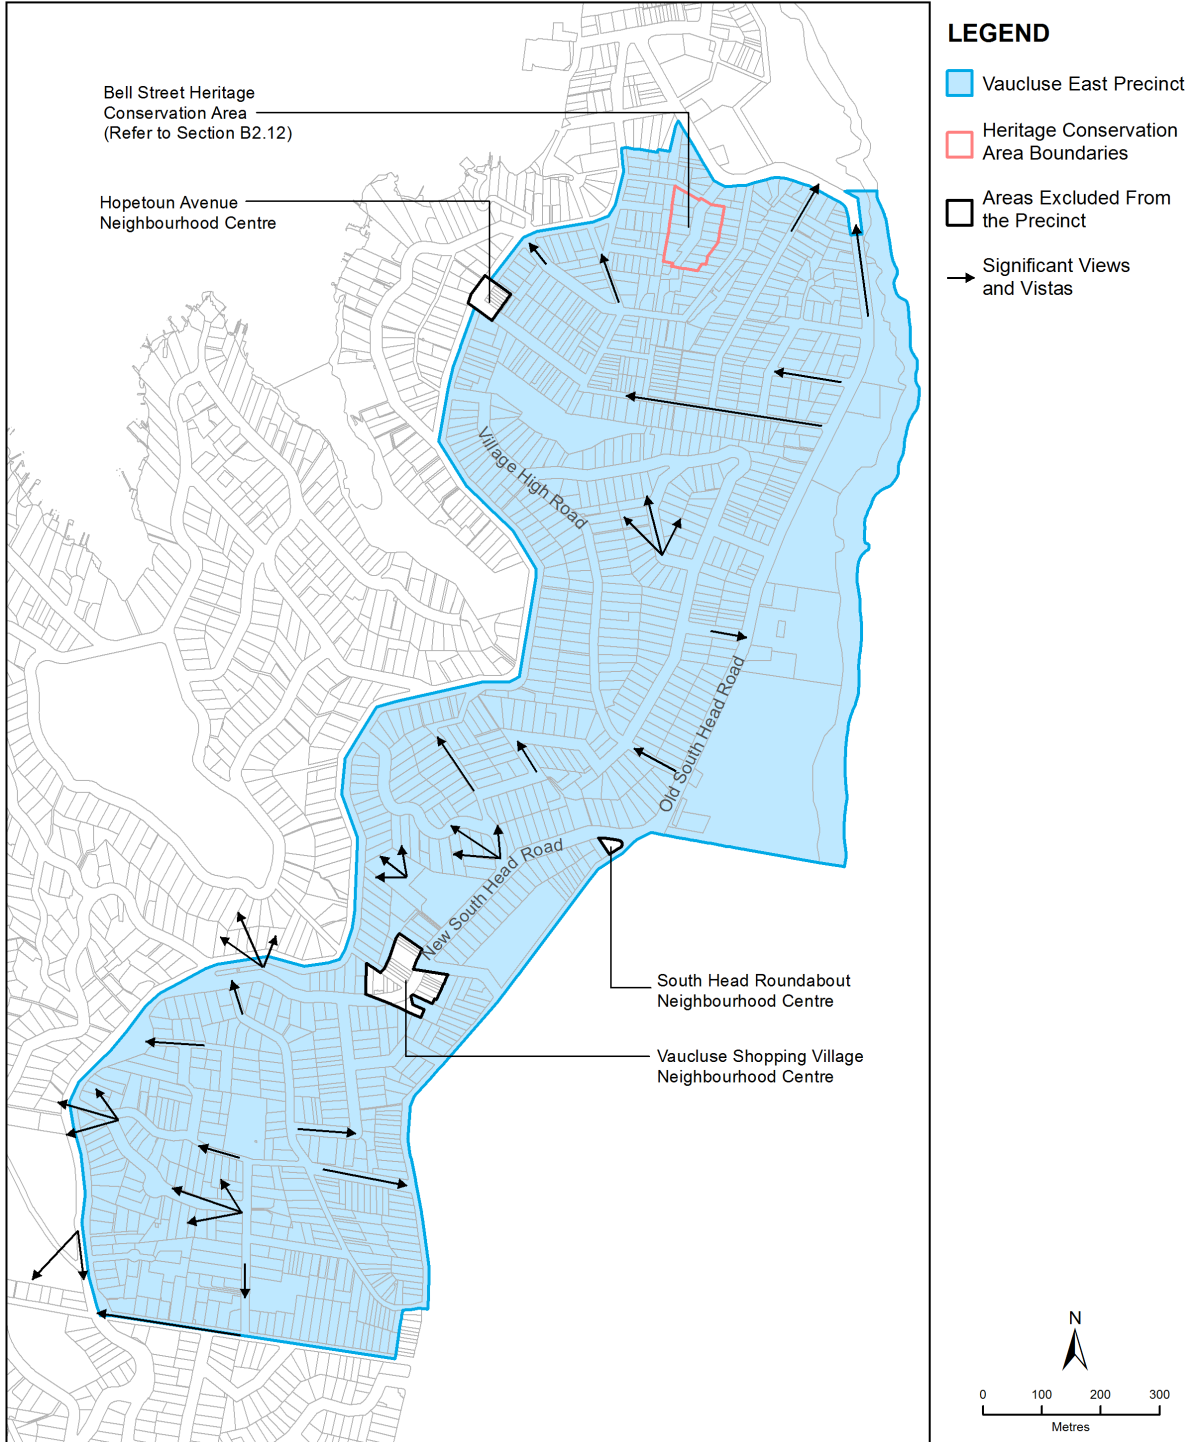 Bell Street Heritage
Conservation Area
(Refer to Section B2.12)
Hopetoun Avenue
Neighbourhood Centre
Village High Road
Old South Head Road
New South Head Road
South Head Roundabout
Neighbourhood Centre
Vaucluse Shopping Village
Neighbourhood Centre
LEGEND
Vaucluse East Precinct
Heritage Conservation
Area Boundaries
Areas Excluded From
the Precinct
Significant Views
and Vistas
N
0 100 200 300
Metres